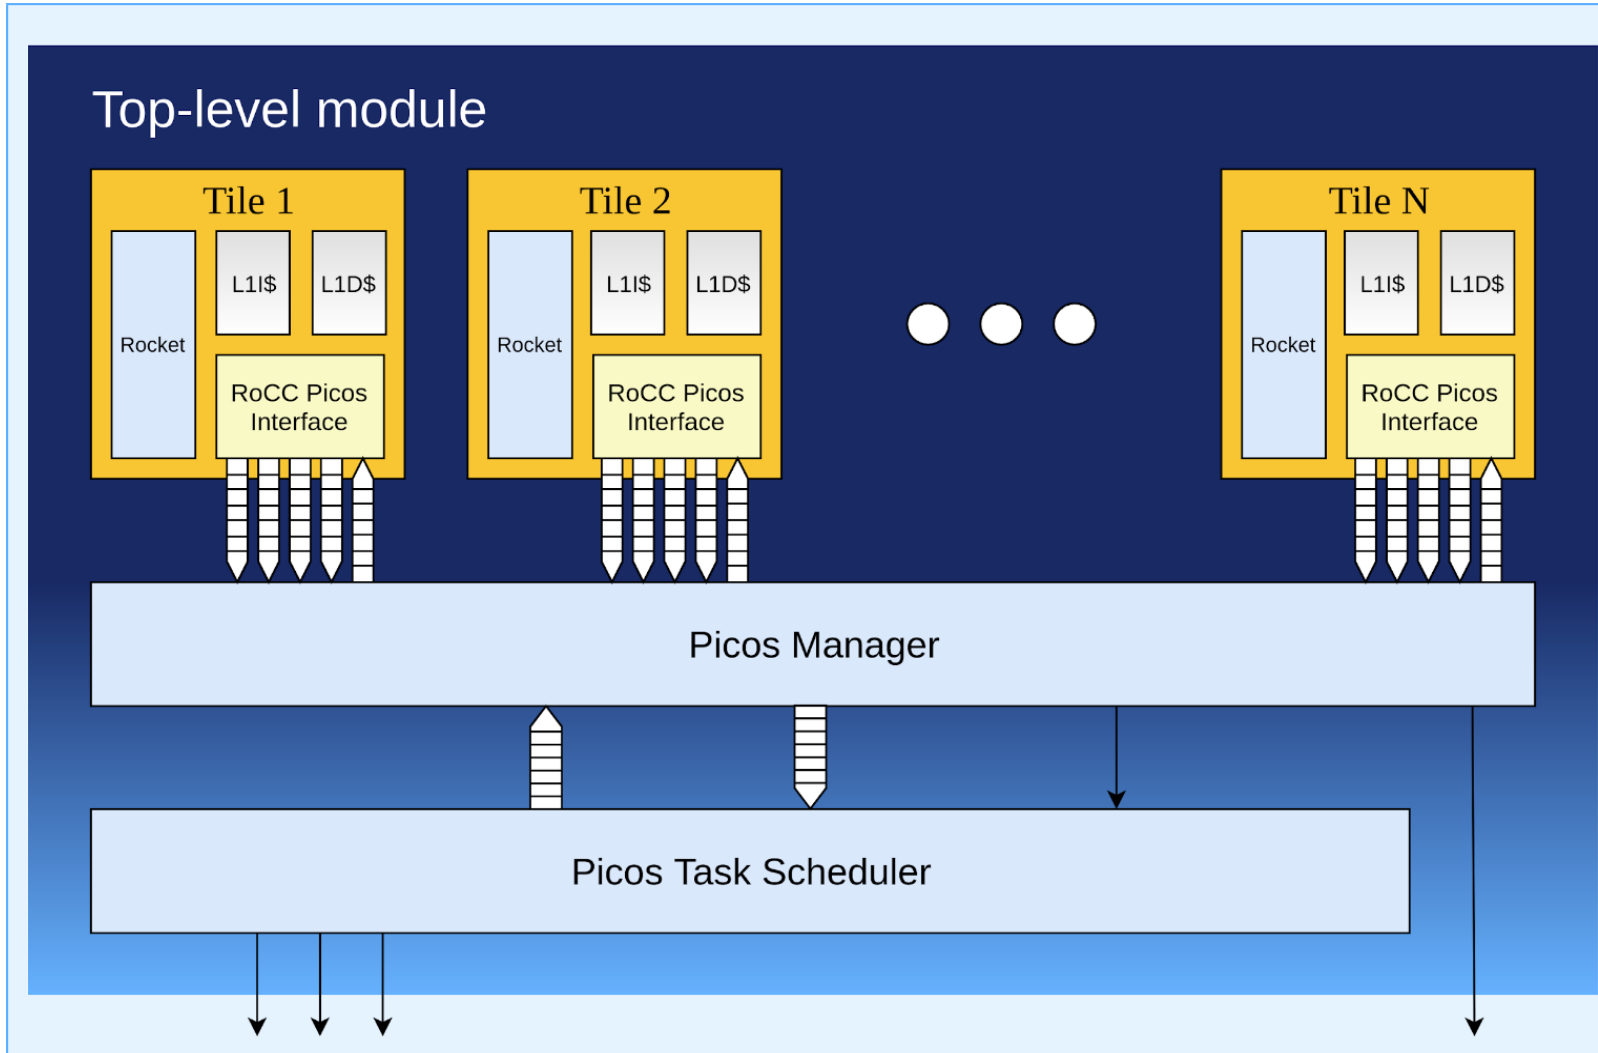 Top-level module
Tile 1
Tile 2
Tile N
L1I$
L1D$
L1I$
L1D$
L1I$
L1D$
Rocket
Rocket
Rocket
RoCC Picos
Interface
RoCC Picos
Interface
RoCC Picos
Interface
Picos Manager
Picos Task Scheduler